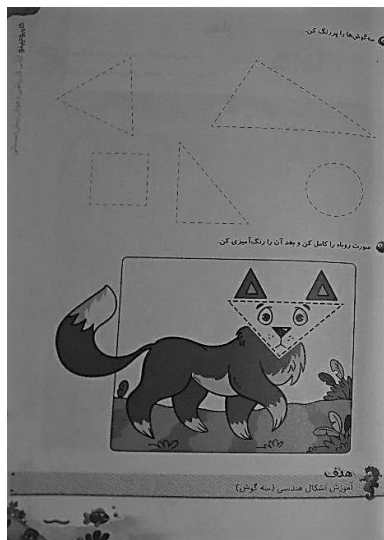 سه‌گوش‌ها را پررنگ کن.
صورت روباه را کامل کن و بعد آن را رنگ‌آمیزی کن.
هدف
آموزش اشکال هندسی (سه گوش)